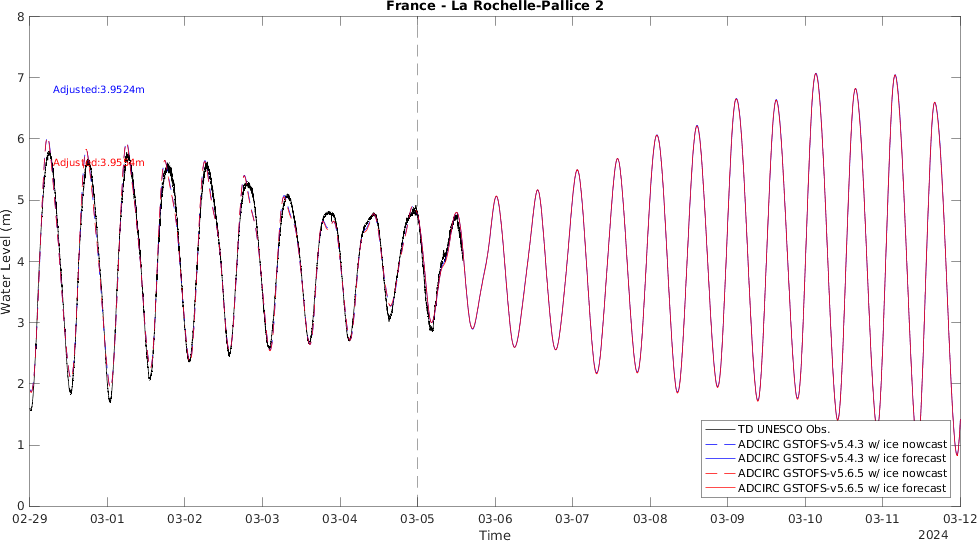 France - La Rochelle-Pallice 2
8
7
6
5
4
3
2
1
0
Water Level (m)
Adjusted:3.9524m
TD UNESCO Obs.
ADCIRC GSTOFS-v5.4.3 w/ ice nowcast
ADCIRC GSTOFS-v5.4.3 w/ ice forecast
ADCIRC GSTOFS-v5.6.5 w/ ice nowcast
ADCIRC GSTOFS-v5.6.5 w/ ice forecast
02-29 03-01 03-02 03-03 03-04 03-05 03-06 03-07 03-08 03-09 03-10 03-11 03-12
Time
2024